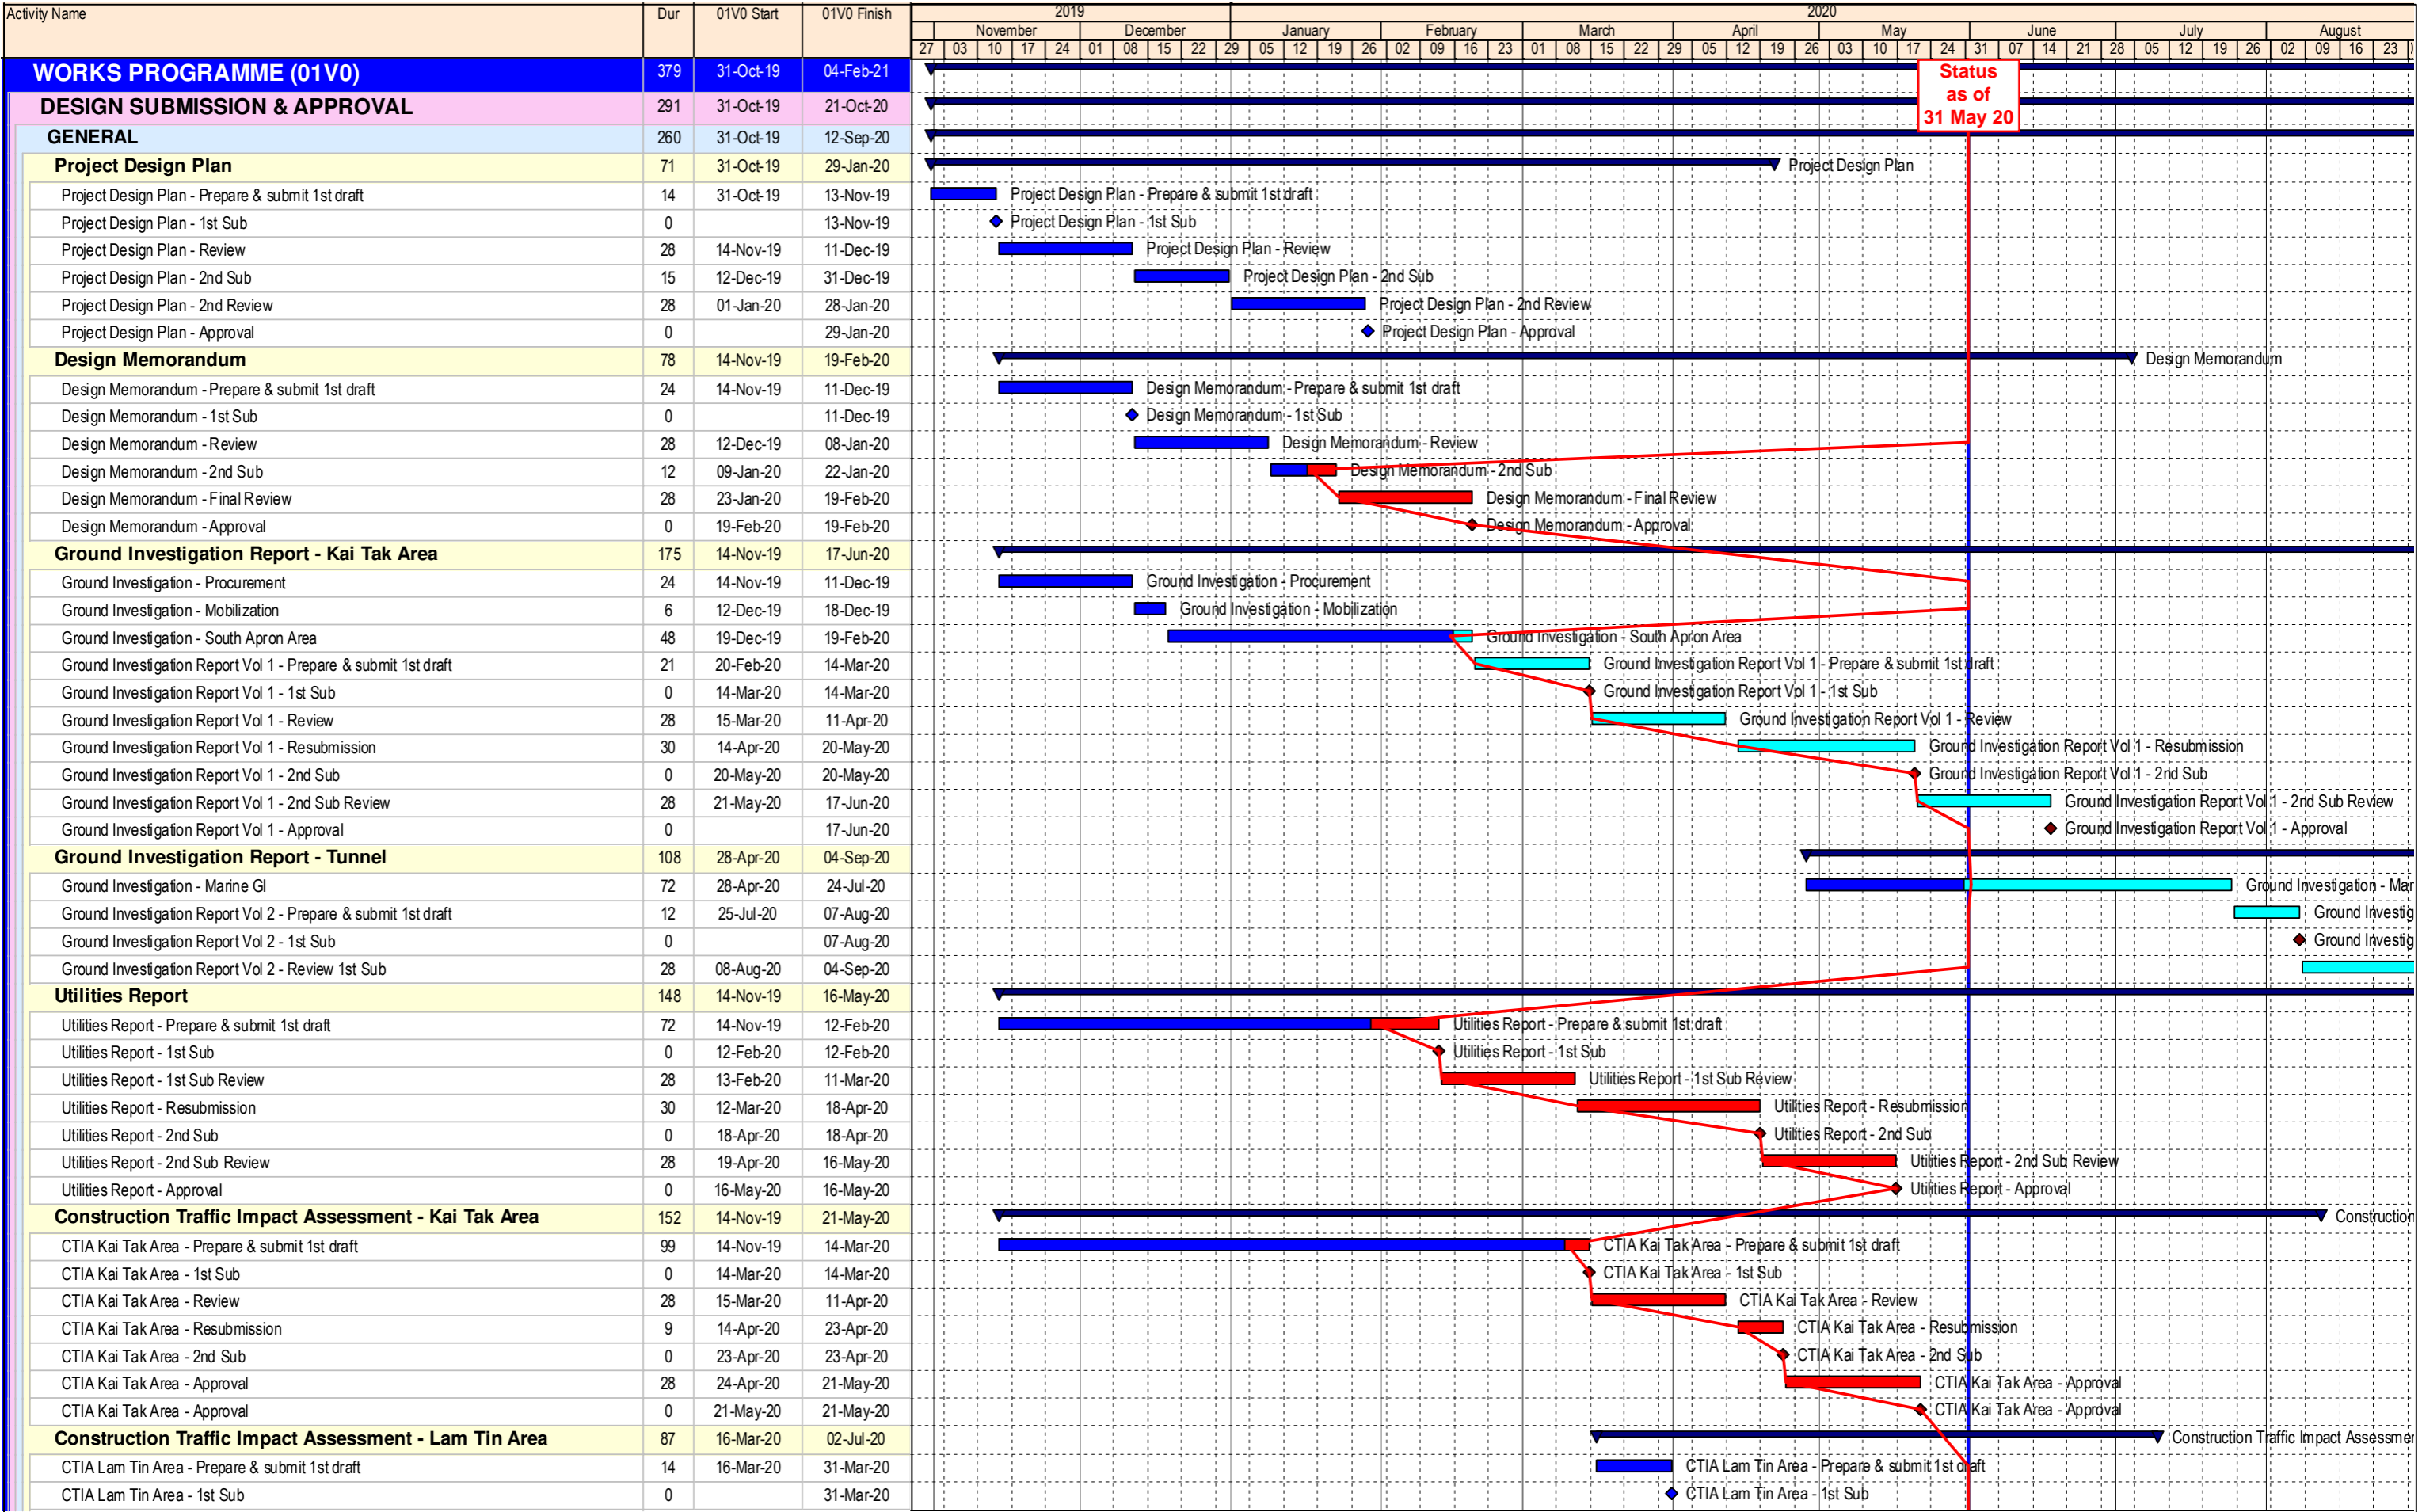 Activity Name Dur 01V0 Start 01V0 Finish 2019 2020
November December January February March April May June July August
27 03 10 17 24 01 08 15 22 29 05 12 19 26 02 09 16 23 01 08 15 22 29 05 12 19 26 03 10 17 24 31 07 14 21 28 05 12 19 26 02 09 16 23
WORKS PROGRAMME (01V0) 379 31-Oct-19 04-Feb-21
Status
as of
31 May 20
DESIGN SUBMISSION & APPROVAL 291 31-Oct-19 21-Oct-20
GENERAL 260 31-Oct-19 12-Sep-20
Project Design Plan 71 31-Oct-19 29-Jan-20 Project Design Plan
Project Design Plan - Prepare & submit 1st draft 14 31-Oct-19 13-Nov-19 Project Design Plan - Prepare & submit 1st draft
Project Design Plan - 1st Sub 0 13-Nov-19 Project Design Plan - 1st Sub
Project Design Plan - Review 28 14-Nov-19 11-Dec-19 Project Design Plan - Review
Project Design Plan - 2nd Sub 15 12-Dec-19 31-Dec-19 Project Design Plan - 2nd Sub
Project Design Plan - 2nd Review 28 01-Jan-20 28-Jan-20 Project Design Plan - 2nd Review
Project Design Plan - Approval 0 29-Jan-20 Project Design Plan - Approval
Design Memorandum 78 14-Nov-19 19-Feb-20 Design Memorandum
Design Memorandum - Prepare & submit 1st draft 24 14-Nov-19 11-Dec-19 Design Memorandum - Prepare & submit 1st draft
Design Memorandum - 1st Sub 0 11-Dec-19 Design Memorandum - 1st Sub
Design Memorandum - Review 28 12-Dec-19 08-Jan-20 Design Memorandum - Review
Design Memorandum - 2nd Sub 12 09-Jan-20 22-Jan-20 Design Memorandum - 2nd Sub
Design Memorandum - Final Review 28 23-Jan-20 19-Feb-20 Design Memorandum - Final Review
Design Memorandum - Approval 0 19-Feb-20 19-Feb-20 Design Memorandum - Approval
Ground Investigation Report - Kai Tak Area 175 14-Nov-19 17-Jun-20
Ground Investigation - Procurement 24 14-Nov-19 11-Dec-19 Ground Investigation - Procurement
Ground Investigation - Mobilization 6 12-Dec-19 18-Dec-19 Ground Investigation - Mobilization
Ground Investigation - South Apron Area 48 19-Dec-19 19-Feb-20 Ground Investigation - South Apron Area
Ground Investigation Report Vol 1 - Prepare & submit 1st draft 21 20-Feb-20 14-Mar-20 Ground Investigation Report Vol 1 - Prepare & submit 1st draft
Ground Investigation Report Vol 1 - 1st Sub 0 14-Mar-20 14-Mar-20 Ground Investigation Report Vol 1 - 1st Sub
Ground Investigation Report Vol 1 - Review 28 15-Mar-20 11-Apr-20 Ground Investigation Report Vol 1 - Review
Ground Investigation Report Vol 1 - Resubmission 30 14-Apr-20 20-May-20 Ground Investigation Report Vol 1 - Resubmission
Ground Investigation Report Vol 1 - 2nd Sub 0 20-May-20 20-May-20 Ground Investigation Report Vol 1 - 2nd Sub
Ground Investigation Report Vol 1 - 2nd Sub Review 28 21-May-20 17-Jun-20 Ground Investigation Report Vol 1 - 2nd Sub Review
Ground Investigation Report Vol 1 - Approval 0 17-Jun-20 Ground Investigation Report Vol 1 - Approval
Ground Investigation Report - Tunnel 108 28-Apr-20 04-Sep-20
Ground Investigation - Marine GI 72 28-Apr-20 24-Jul-20 Ground Investigation - Mar
Ground Investigation Report Vol 2 - Prepare & submit 1st draft 12 25-Jul-20 07-Aug-20 Ground Investig
Ground Investigation Report Vol 2 - 1st Sub 0 07-Aug-20 Ground Investig
Ground Investigation Report Vol 2 - Review 1st Sub 28 08-Aug-20 04-Sep-20
Utilities Report 148 14-Nov-19 16-May-20
Utilities Report - Prepare & submit 1st draft 72 14-Nov-19 12-Feb-20 Utilities Report - Prepare & submit 1st draft
Utilities Report - 1st Sub 0 12-Feb-20 12-Feb-20 Utilities Report - 1st Sub
Utilities Report - 1st Sub Review 28 13-Feb-20 11-Mar-20 Utilities Report - 1st Sub Review
Utilities Report - Resubmission 30 12-Mar-20 18-Apr-20 Utilities Report - Resubmission
Utilities Report - 2nd Sub 0 18-Apr-20 18-Apr-20 Utilities Report - 2nd Sub
Utilities Report - 2nd Sub Review 28 19-Apr-20 16-May-20 Utilities Report - 2nd Sub Review
Utilities Report - Approval 0 16-May-20 16-May-20 Utilities Report - Approval
Construction Traffic Impact Assessment - Kai Tak Area 152 14-Nov-19 21-May-20 Construction
CTIA Kai Tak Area - Prepare & submit 1st draft 99 14-Nov-19 14-Mar-20 CTIA Kai Tak Area - Prepare & submit 1st draft
CTIA Kai Tak Area - 1st Sub 0 14-Mar-20 14-Mar-20 CTIA Kai Tak Area - 1st Sub
CTIA Kai Tak Area - Review 28 15-Mar-20 11-Apr-20 CTIA Kai Tak Area - Review
CTIA Kai Tak Area - Resubmission 9 14-Apr-20 23-Apr-20 CTIA Kai Tak Area - Resubmission
CTIA Kai Tak Area - 2nd Sub 0 23-Apr-20 23-Apr-20 CTIA Kai Tak Area - 2nd Sub
CTIA Kai Tak Area - Approval 28 24-Apr-20 21-May-20 CTIA Kai Tak Area - Approval
CTIA Kai Tak Area - Approval 0 21-May-20 21-May-20 CTIA Kai Tak Area - Approval
Construction Traffic Impact Assessment - Lam Tin Area 87 16-Mar-20 02-Jul-20 Construction Traffic Impact Assessmer
CTIA Lam Tin Area - Prepare & submit 1st draft 14 16-Mar-20 31-Mar-20 CTIA Lam Tin Area - Prepare & submit 1st draft
CTIA Lam Tin Area - 1st Sub 0 31-Mar-20 CTIA Lam Tin Area - 1st Sub